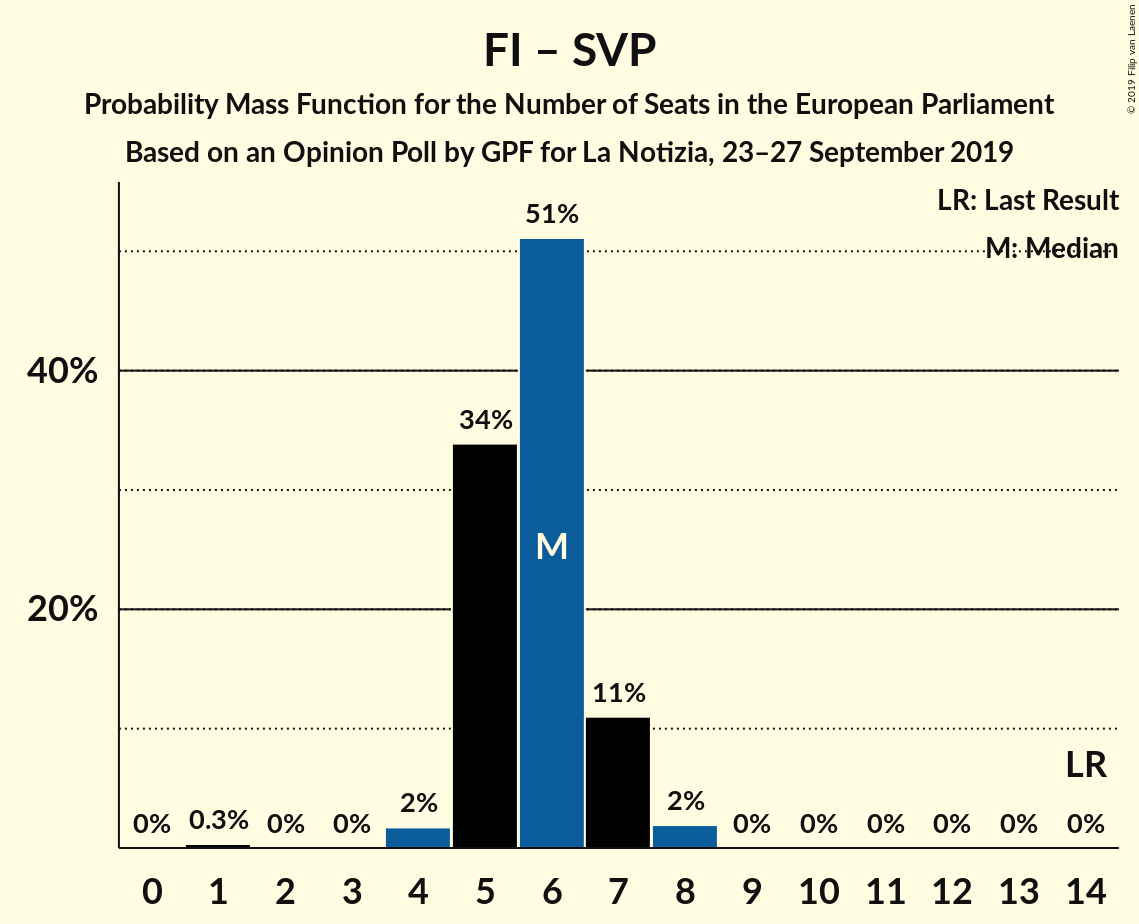 FI – SVP
Probability Mass Function for the Number of Seats in the European Parliament
Based on an Opinion Poll by GPF for La Notizia, 23–27 September 2019
© 2019 Filip van Laenen
LR: Last Result
M: Median
51%
40%
34%
M
20%
11%
LR
0% 0.3% 0% 0% 2% 2% 0% 0% 0% 0% 0% 0%
0 1 2 3 4 5 6 7 8 9 10 11 12 13 14